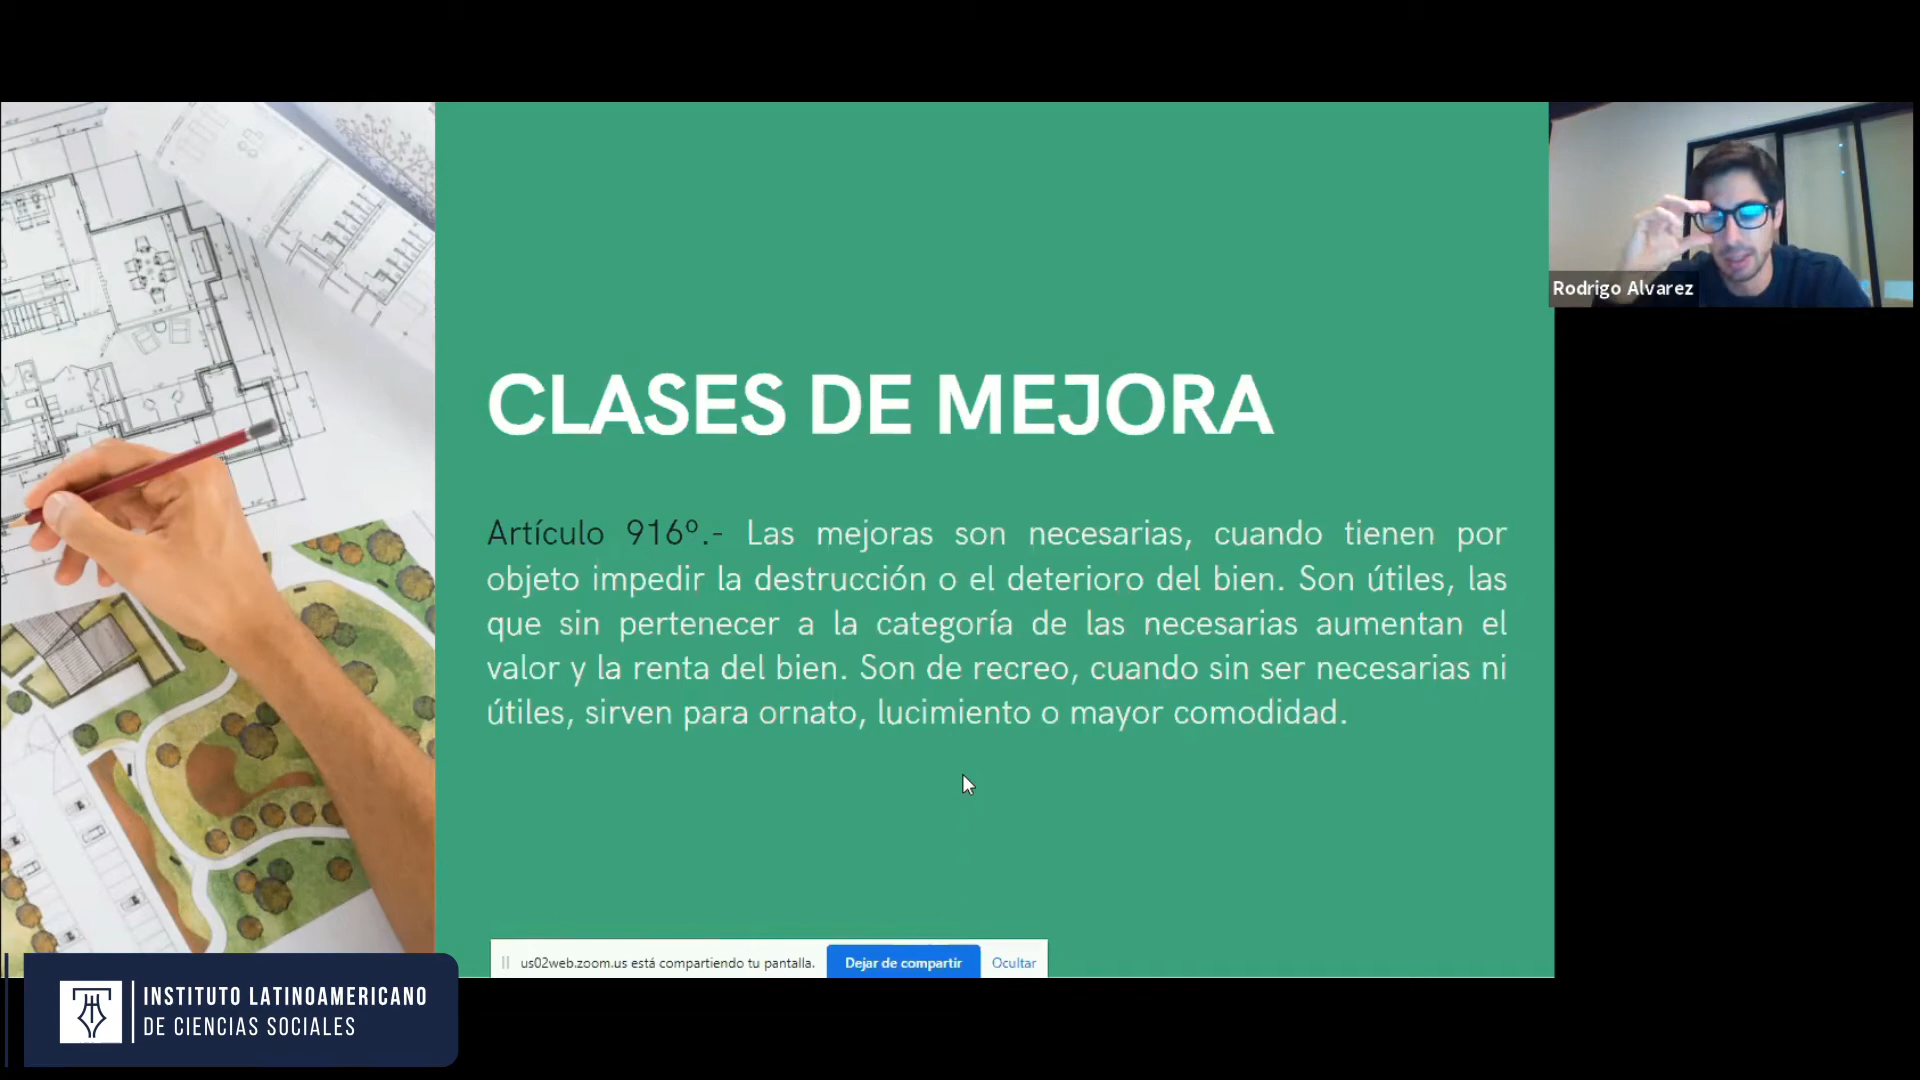 Rodrigo Alvarez
CLASES DE MEJORA
Artículo 916º.- Las mejoras son necesarias, cuando tienen por
objeto impedir la destrucción o el deterioro del bien. Son útiles, las
que sin pertenecer a la categoría de las necesarias aumentan el
valor y la renta del bien. Son de recreo, cuando sin ser necesarias ni
útiles, sirven para ornato, lucimiento o mayor comodidad.
us02web.zoom.us está compartiendo tu pantalla. Dejar de compartir Ocultar
INSTITUTO LATINOAMERICANO
DE CIENCIAS SOCIALES